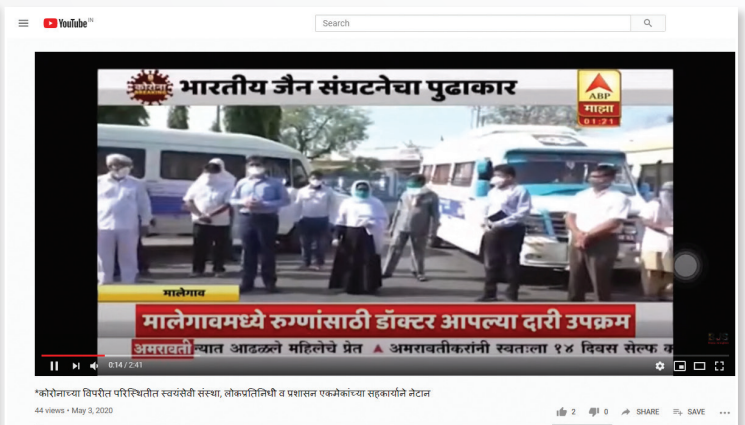 YouTube IN
Search
कोरोना
भारतीय जैन संघटनेचा पुढाकार
ABP
माझा
01:21
मालेगाव
मालेगावमध्ये रुग्णांसाठी डॉक्टर आपल्या दारी उपक्रम
अमरावती न्यात आढळले महिलेचे प्रेत ▲ अमरावतीकरांनी स्वतःला १४ दिवस सेल्फ क
0:14 / 2:41
*कोरोनाच्या विपरीत परिस्थितीत स्वयंसेवी संस्था, लोकप्रतिनिधी व प्रशासन एकमेकांच्या सहकार्याने नेटान
44 views • May 3, 2020
2 0 SHARE SAVE